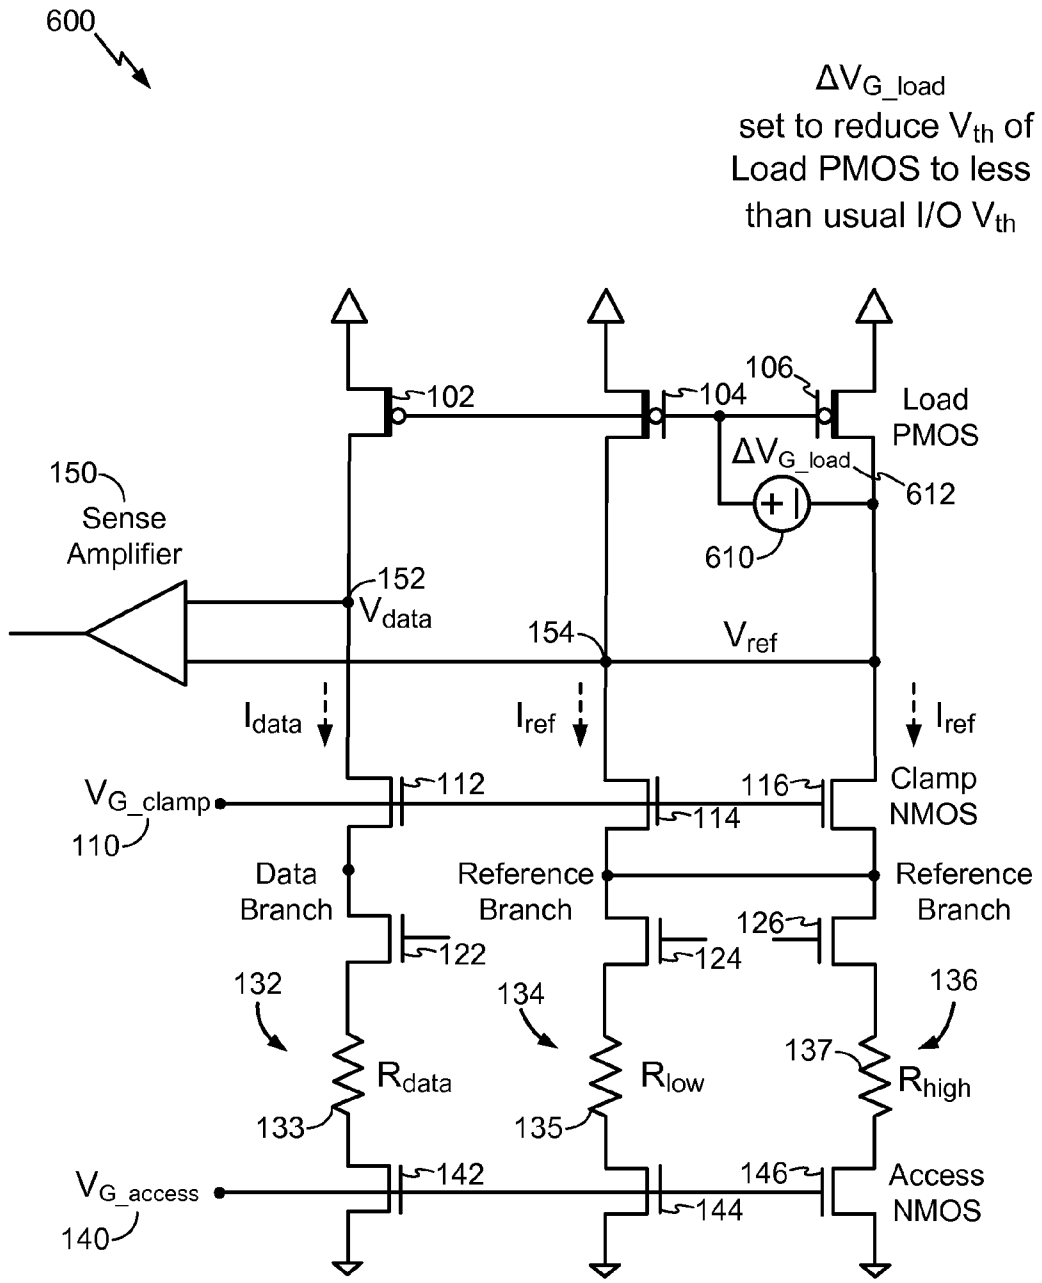 600
ΔV_G_load
set to reduce V_th of
Load PMOS to less
than usual I/O V_th
102
104
106
Load
PMOS
ΔV_G_load
612
+ |
610
150
Sense
Amplifier
152
V_data
154
V_ref
I_data
I_ref
I_ref
V_G_clamp
110
112
114
116
Clamp
NMOS
Data
Branch
Reference
Branch
Reference
Branch
122
124
126
132
134
136
R_data
133
R_low
135
137
R_high
V_G_access
140
142
144
146
Access
NMOS